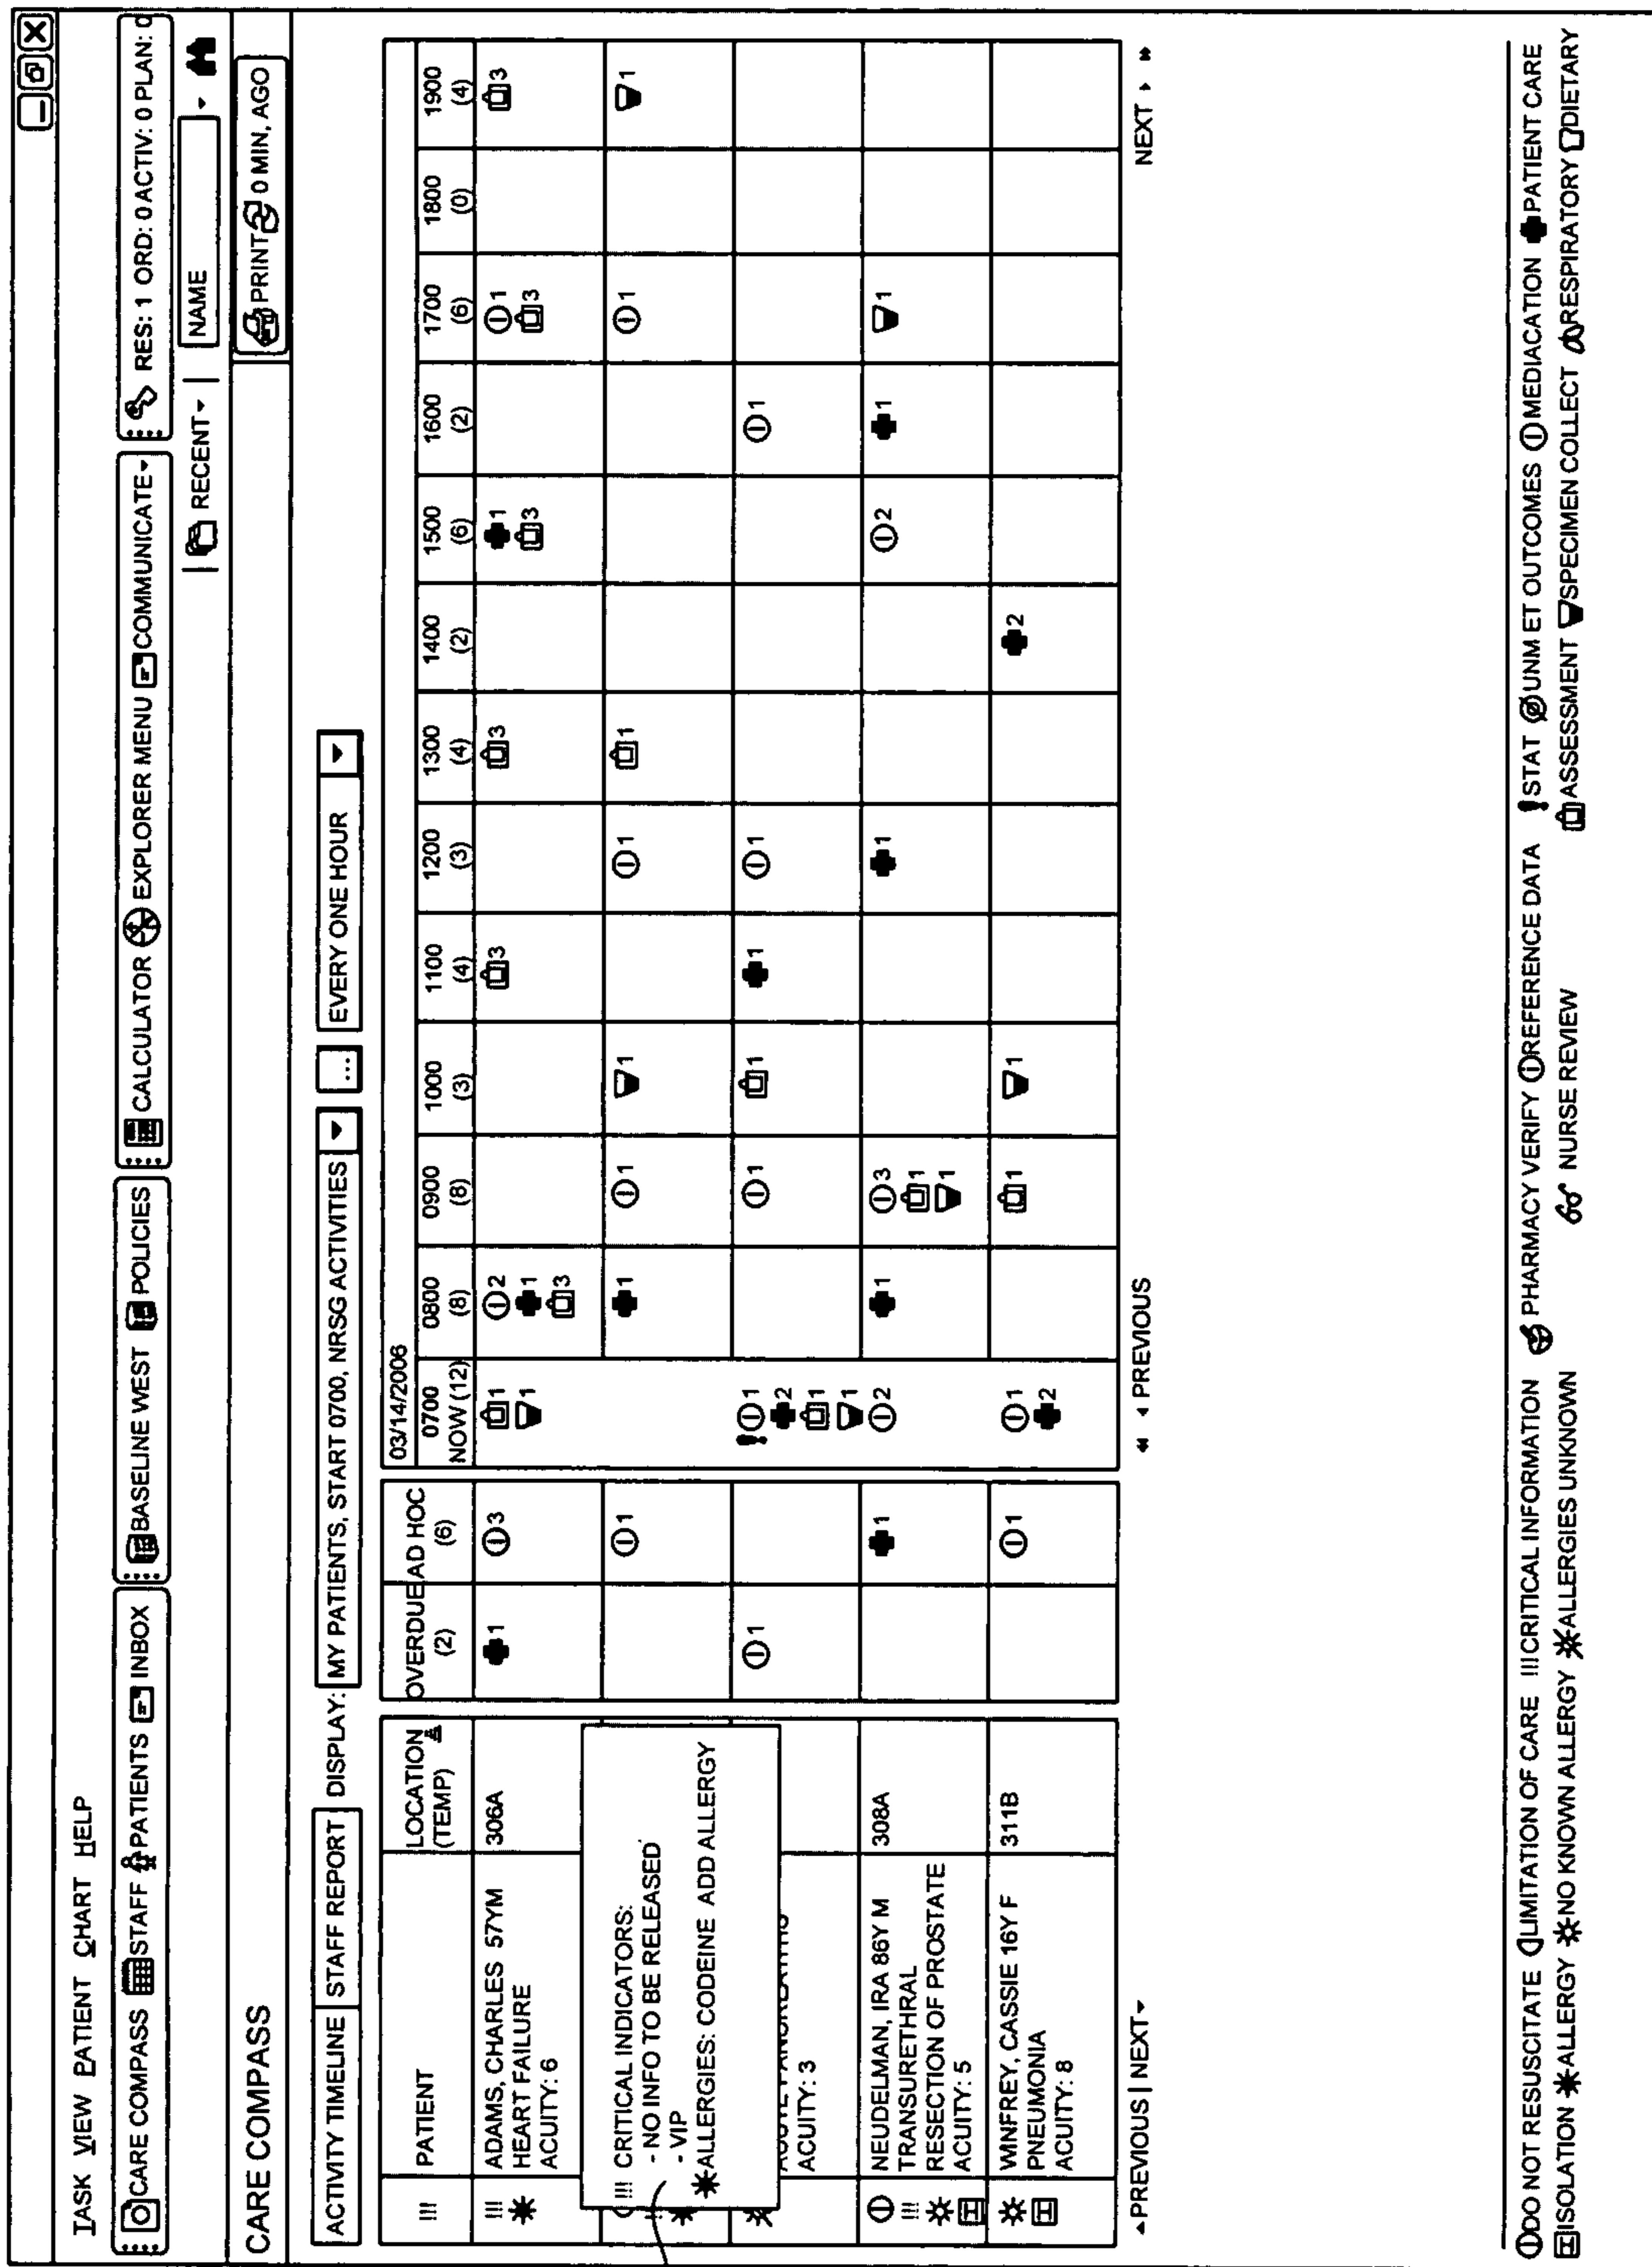 TASK VIEW PATIENT CHART HELP
CARE COMPASS STAFF PATIENTS INBOX BASELINE WEST POLICIES CALCULATOR EXPLORER MENU COMMUNICATE RES: 1 ORD: 0 ACTIV: 0 PLAN: 0
RECENT NAME
CARE COMPASS PRINT 0 MIN, AGO
ACTIVITY TIMELINE STAFF REPORT DISPLAY: MY PATIENTS, START 0700, NRSG ACTIVITIES ... EVERY ONE HOUR
03/14/2006
!!! PATIENT LOCATION OVERDUE AD HOC 0700 0800 0900 1000 1100 1200 1300 1400 1500 1600 1700 1800 1900
(TEMP) (2) (6) NOW (12) (8) (8) (3) (4) (3) (4) (2) (6) (2) (6) (0) (4)
!!! ADAMS, CHARLES 57YM 306A 1 3 1 2 3 3 1 1 3
HEART FAILURE 1 1 3 3
ACUITY: 6 3
!!! CRITICAL INDICATORS:
- NO INFO TO BE RELEASED
- VIP
ALLERGIES: CODEINE ADD ALLERGY
1 1 1 1 1 1 1 1
1 1 1 1 1 1 1
2
1
ACUITY: 3 1
NEUDELMAN, IRA 86Y M 308A 1 2 1 3 1 2 1 1
!!! TRANSURETHRAL 1
RESECTION OF PROSTATE 1
ACUITY: 5
WINFREY, CASSIE 16Y F 311B 1 1 1 1 2
PNEUMONIA 2
ACUITY: 8
PREVIOUS | NEXT PREVIOUS NEXT
DO NOT RESUSCITATE LIMITATION OF CARE !!! CRITICAL INFORMATION PHARMACY VERIFY REFERENCE DATA STAT UNM ET OUTCOMES MEDIACATION PATIENT CARE
ISOLATION ALLERGY NO KNOWN ALLERGY ALLERGIES UNKNOWN NURSE REVIEW ASSESSMENT SPECIMEN COLLECT RESPIRATORY DIETARY